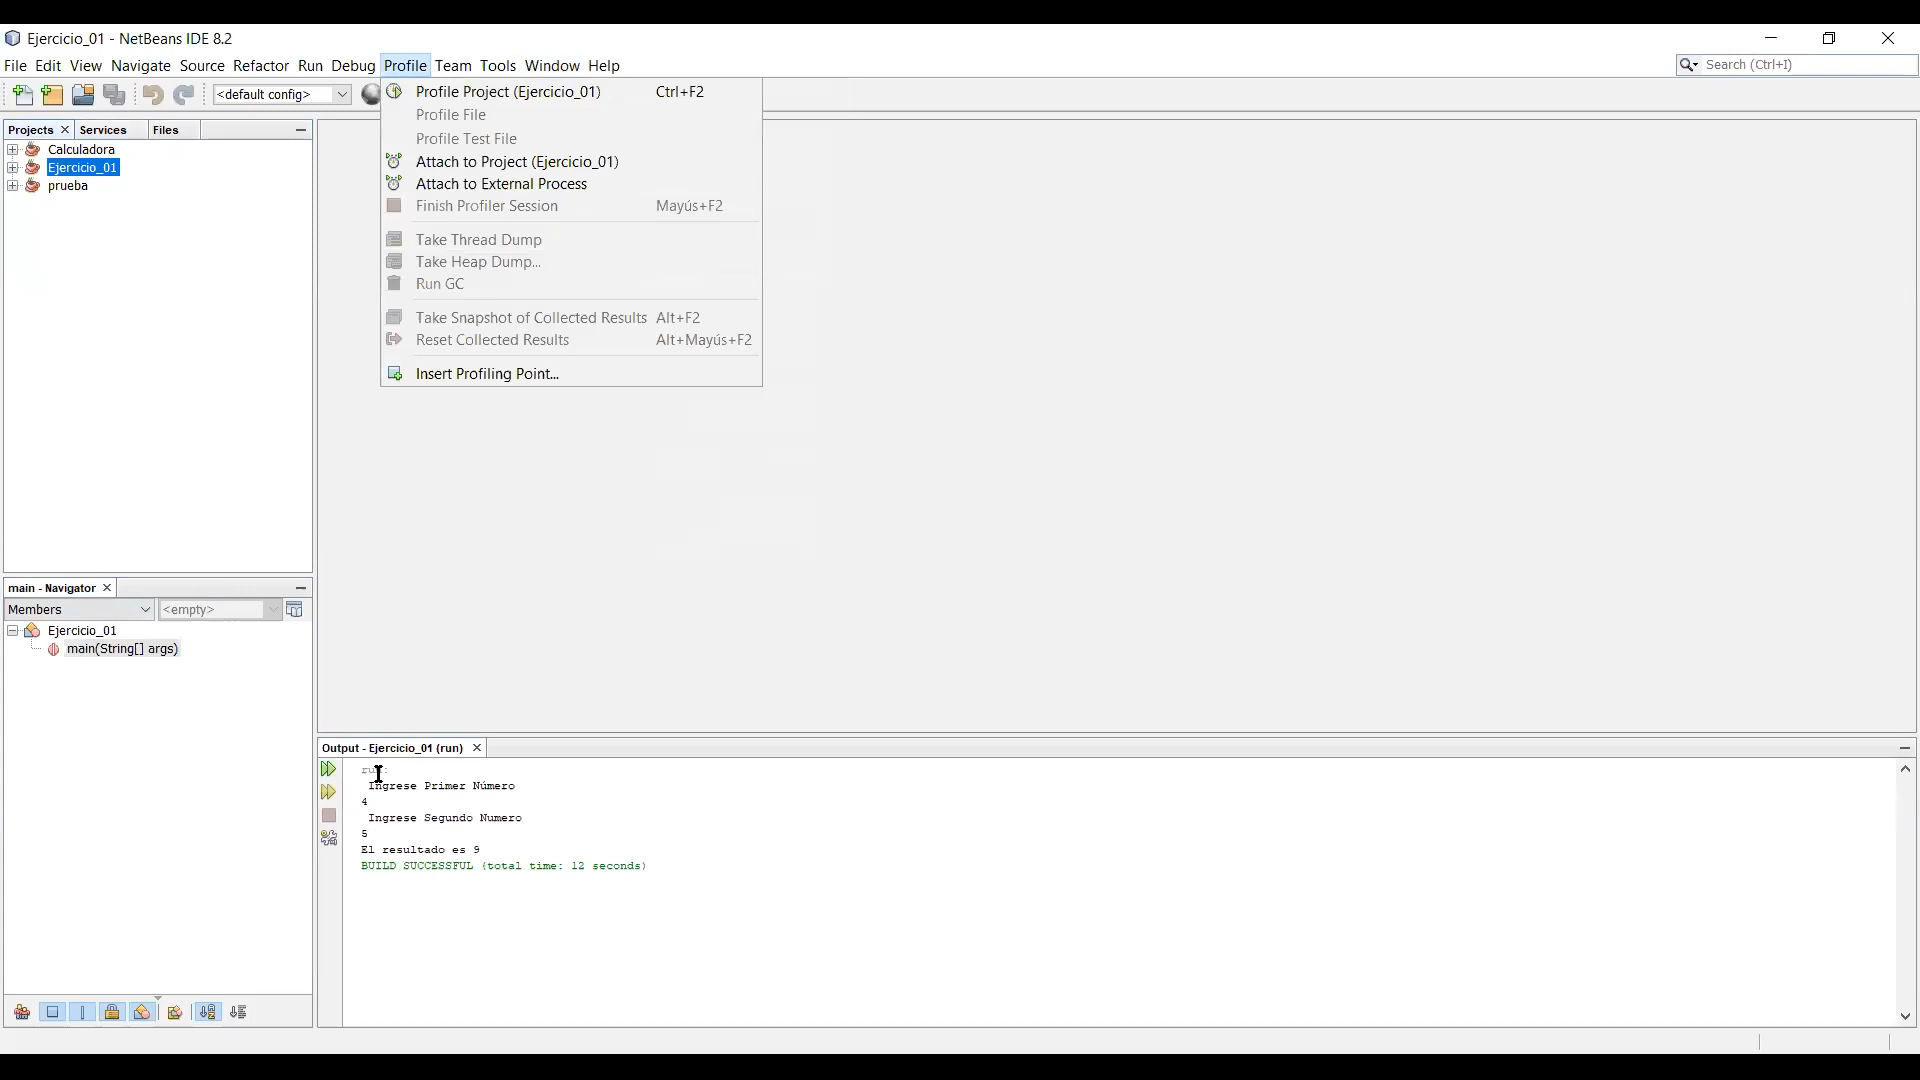 Ejercicio_01 - NetBeans IDE 8.2
File Edit View Navigate Source Refactor Run Debug Profile Team Tools Window Help
Search (Ctrl+I)
<default config>
Profile Project (Ejercicio_01) Ctrl+F2
Profile File
Profile Test File
Attach to Project (Ejercicio_01)
Attach to External Process
Finish Profiler Session Mayús+F2
Take Thread Dump
Take Heap Dump...
Run GC
Take Snapshot of Collected Results Alt+F2
Reset Collected Results Alt+Mayús+F2
Insert Profiling Point...
Projects Services Files
Calculadora
Ejercicio_01
prueba
main - Navigator
Members <empty>
Ejercicio_01
main(String[] args)
Output - Ejercicio_01 (run)
run:
Ingrese Primer Número
4
Ingrese Segundo Numero
5
El resultado es 9
BUILD SUCCESSFUL (total time: 12 seconds)